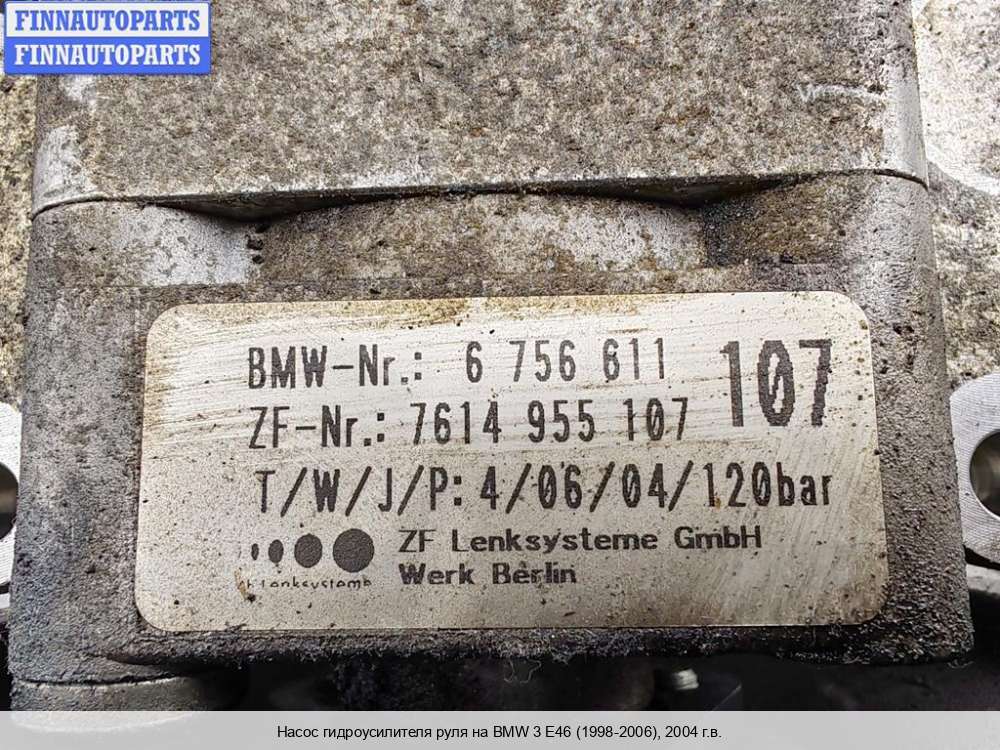 FINNAUTOPARTS
FINNAUTOPARTS
BMW-Nr.: 6 756 611
107
ZF-Nr.: 7614 955 107
T/W/J/P: 4/06/04/120bar
ZF Lenksysteme GmbH
Werk Berlin
Lenksysteme
Насос гидроусилителя руля на BMW 3 E46 (1998-2006), 2004 г.в.